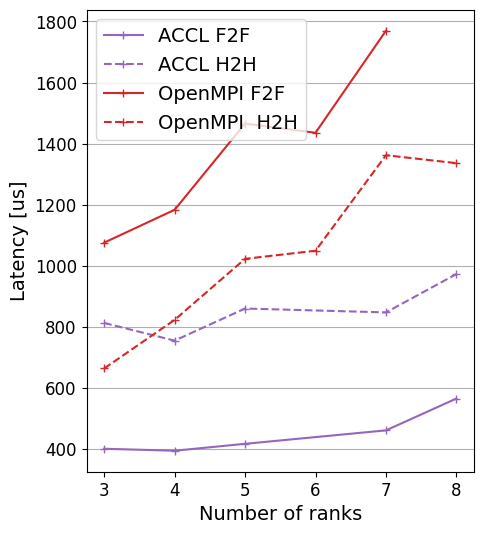 ACCL F2F
ACCL H2H
OpenMPI F2F
OpenMPI  H2H
1800
1600
1400
1200
1000
800
600
400
Latency [us]
3 4 5 6 7 8
Number of ranks